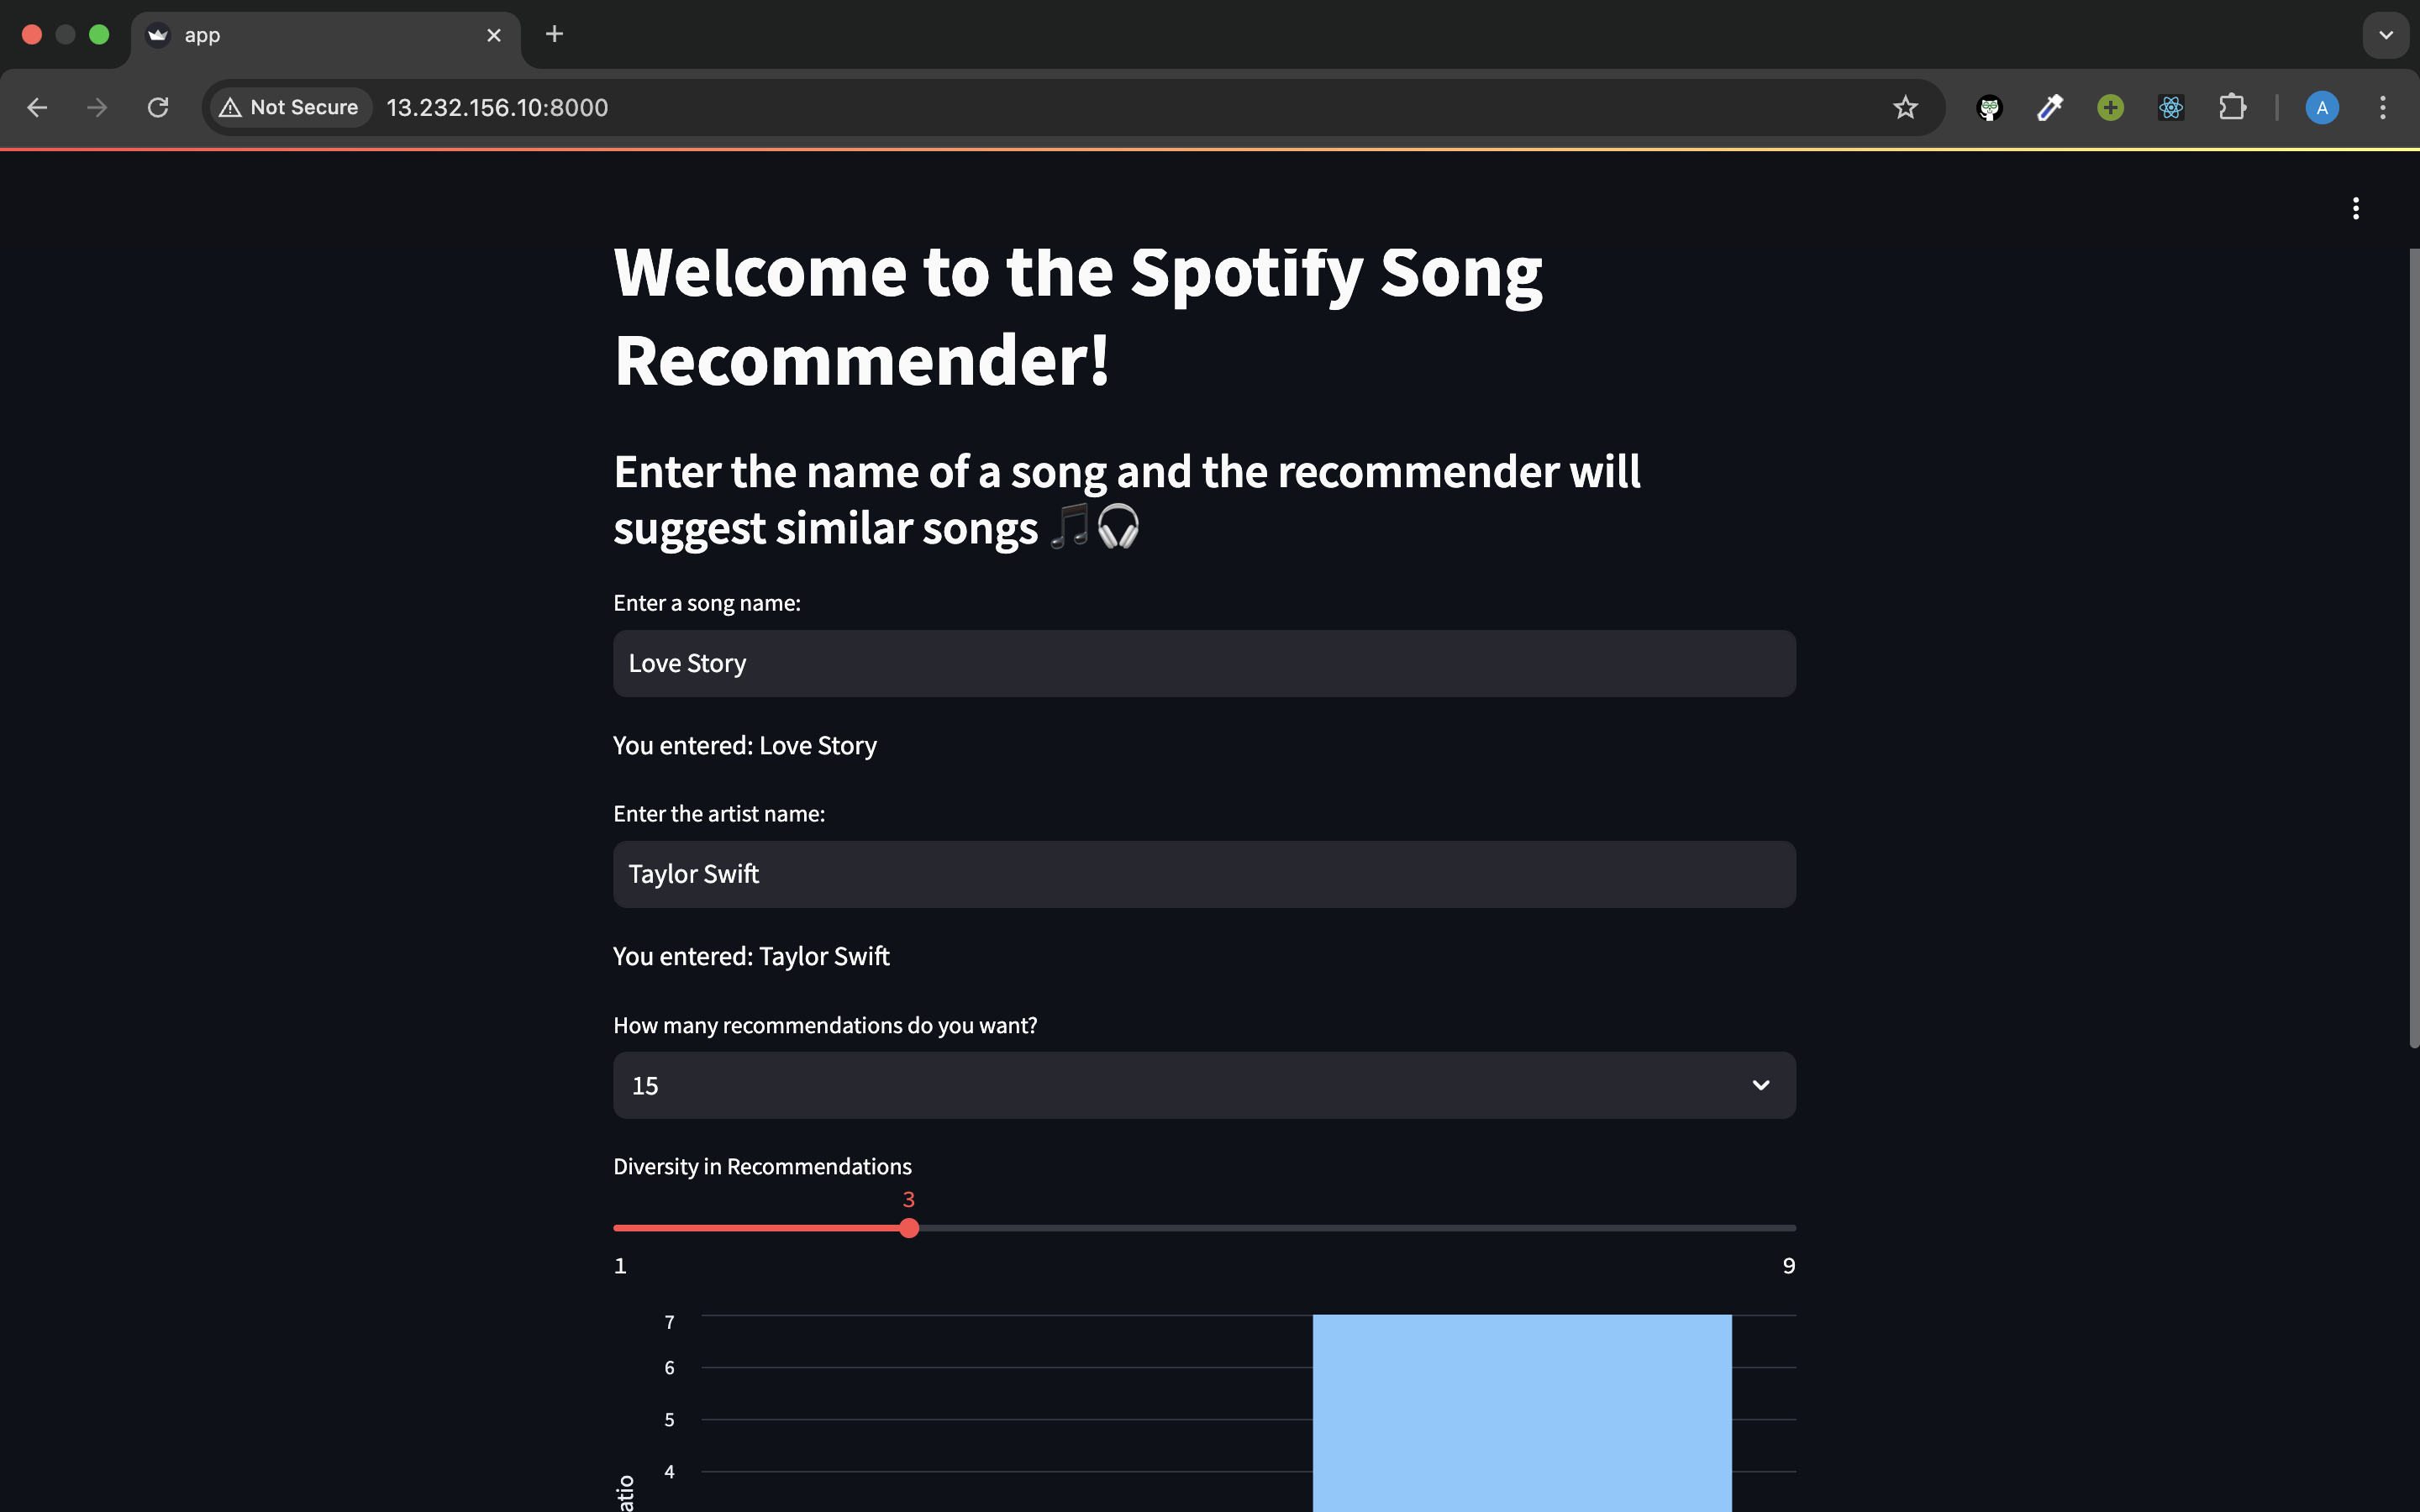 app
Not Secure
13.232.156.10:8000
A
Welcome to the Spotify Song
Recommender!
Enter the name of a song and the recommender will
suggest similar songs 🎵🎧
Enter a song name:
Love Story
You entered: Love Story
Enter the artist name:
Taylor Swift
You entered: Taylor Swift
How many recommendations do you want?
15
Diversity in Recommendations
3
1
9
7
6
5
4
atio